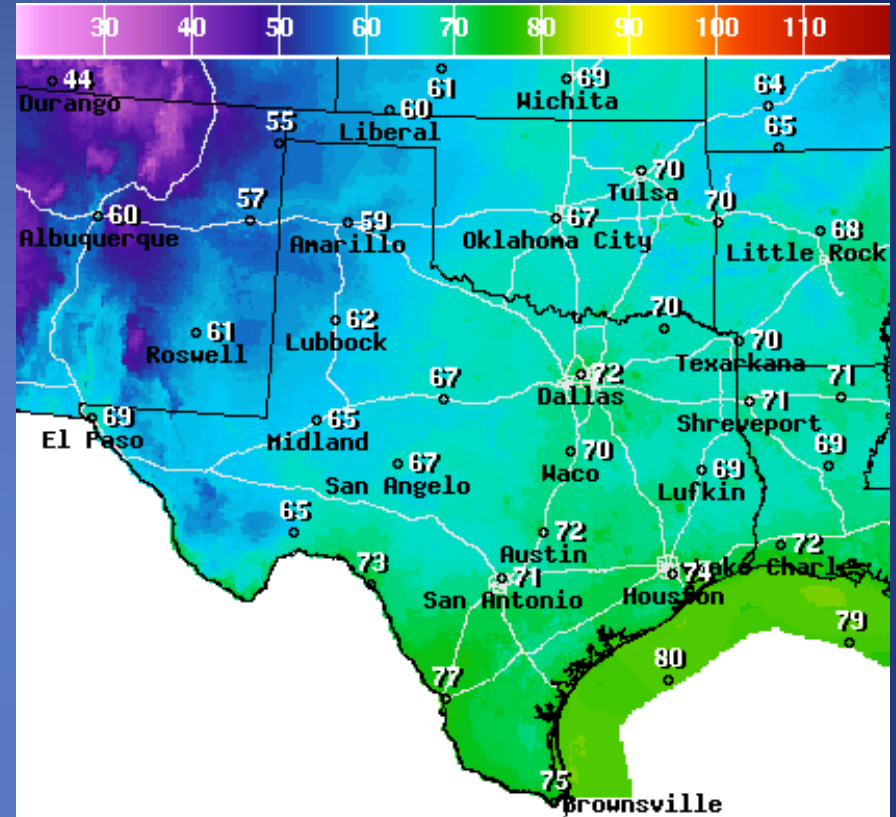 30 40 50 60 70 80 90 100 110
44
Durango
61
69
Wichita
64
60
Liberal
55
65
70
Tulsa
60
Albuquerque
57
59
Amarillo
67
Oklahoma City
70
68
Little Rock
61
Roswell
62
Lubbock
70
70
Texarkana
72
Dallas
67
71
Shreveport
71
69
El Paso
65
Midland
67
San Angelo
70
Waco
69
Lufkin
69
65
72
Austin
72
Lake Charles
73
71
San Antonio
74
Houston
79
80
77
75
Brownsville